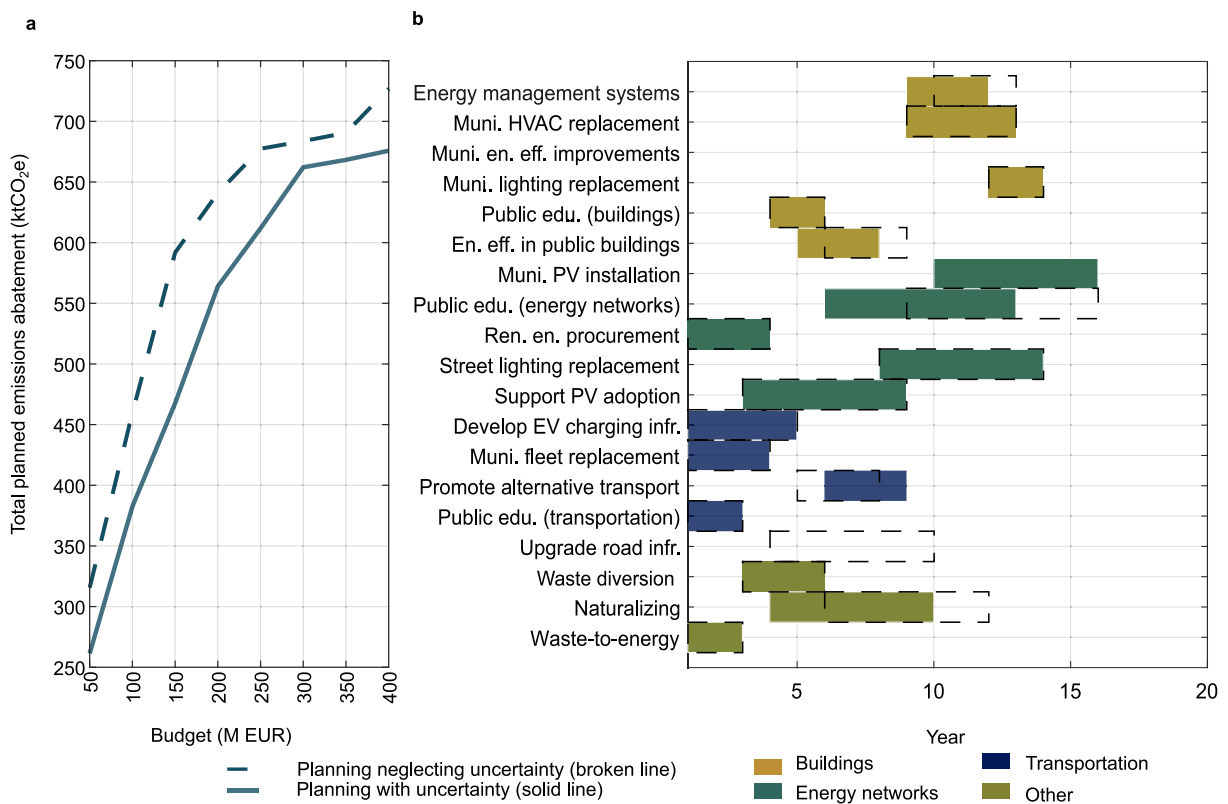 a
b
750
700
650
600
550
500
450
400
350
300
250
Total planned emissions abatement (ktCO₂e)
50
100
150
200
250
300
350
400
Budget (M EUR)
Planning neglecting uncertainty (broken line)
Planning with uncertainty (solid line)
Energy management systems
Muni. HVAC replacement
Muni. en. eff. improvements
Muni. lighting replacement
Public edu. (buildings)
En. eff. in public buildings
Muni. PV installation
Public edu. (energy networks)
Ren. en. procurement
Street lighting replacement
Support PV adoption
Develop EV charging infr.
Muni. fleet replacement
Promote alternative transport
Public edu. (transportation)
Upgrade road infr.
Waste diversion
Naturalizing
Waste-to-energy
5
10
15
20
Year
Buildings
Transportation
Energy networks
Other